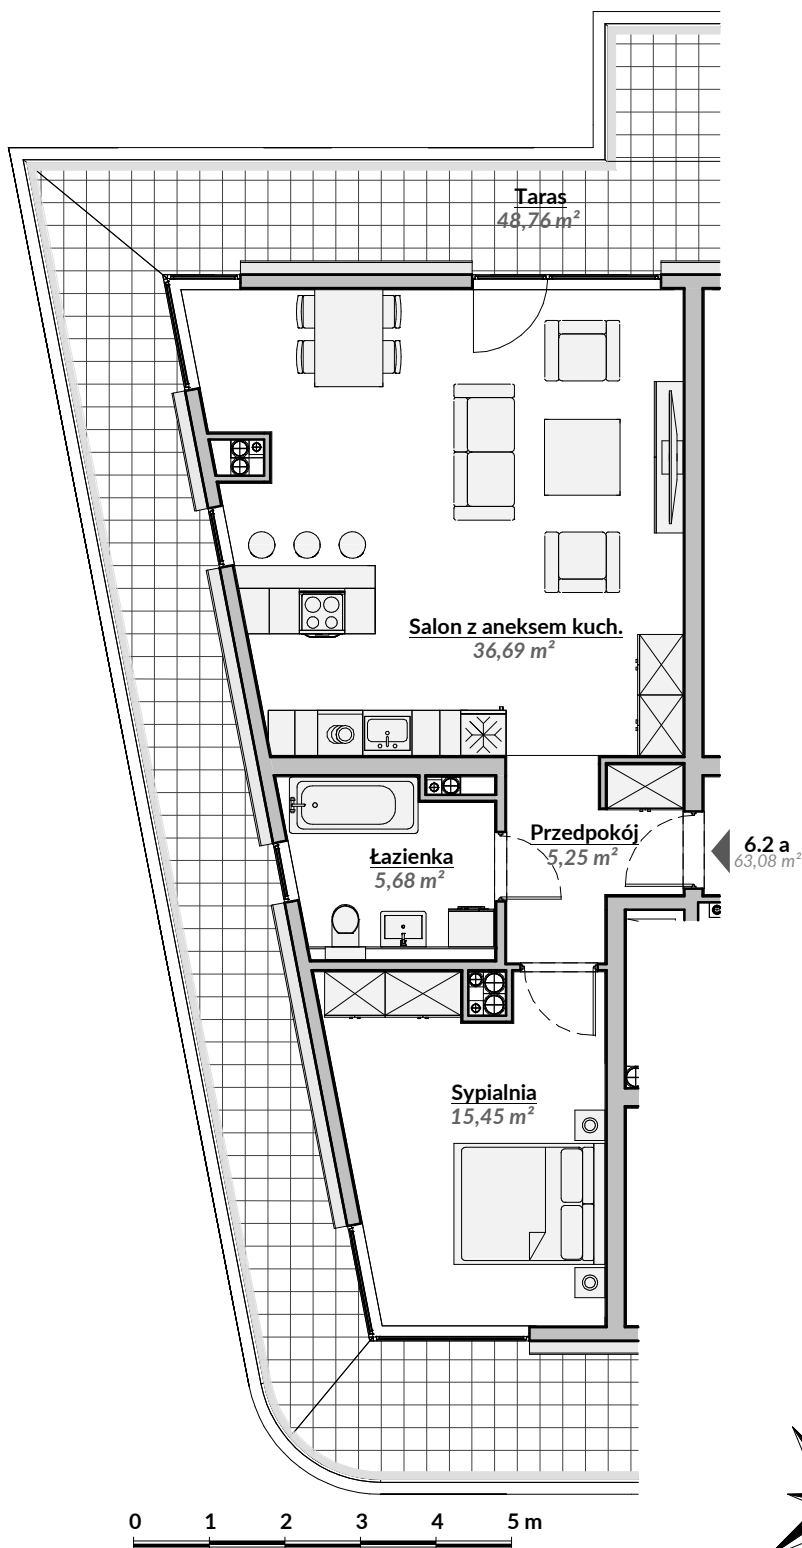 Taras
48,76 m²
Salon z aneksem kuch.
36,69 m²
Przedpokój
5,25 m²
6.2 a
63,08 m²
Łazienka
5,68 m²
Sypialnia
15,45 m²
0 1 2 3 4 5 m